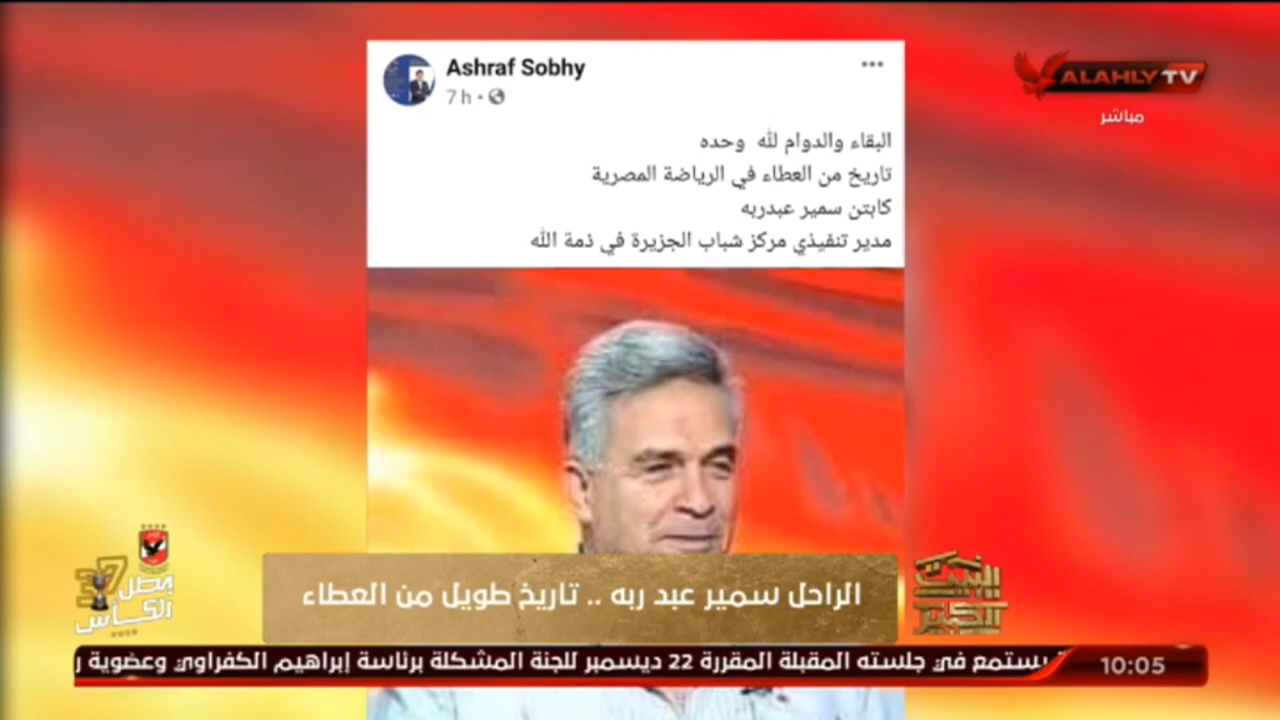 Ashraf Sobhy
7 h
البقاء والدوام لله وحده
تاريخ من العطاء في الرياضة المصرية
كابتن سمير عبدربه
مدير تنفيذي مركز شباب الجزيرة في ذمة الله
ALAHLY TV
مباشر
37
بطل
الكأس
الراحل سمير عبد ربه .. تاريخ طويل من العطاء
البيت
الكبير
يستمع في جلسته المقبلة المقررة 22 ديسمبر للجنة المشكلة برئاسة إبراهيم الكفراوي وعضوية
10:05